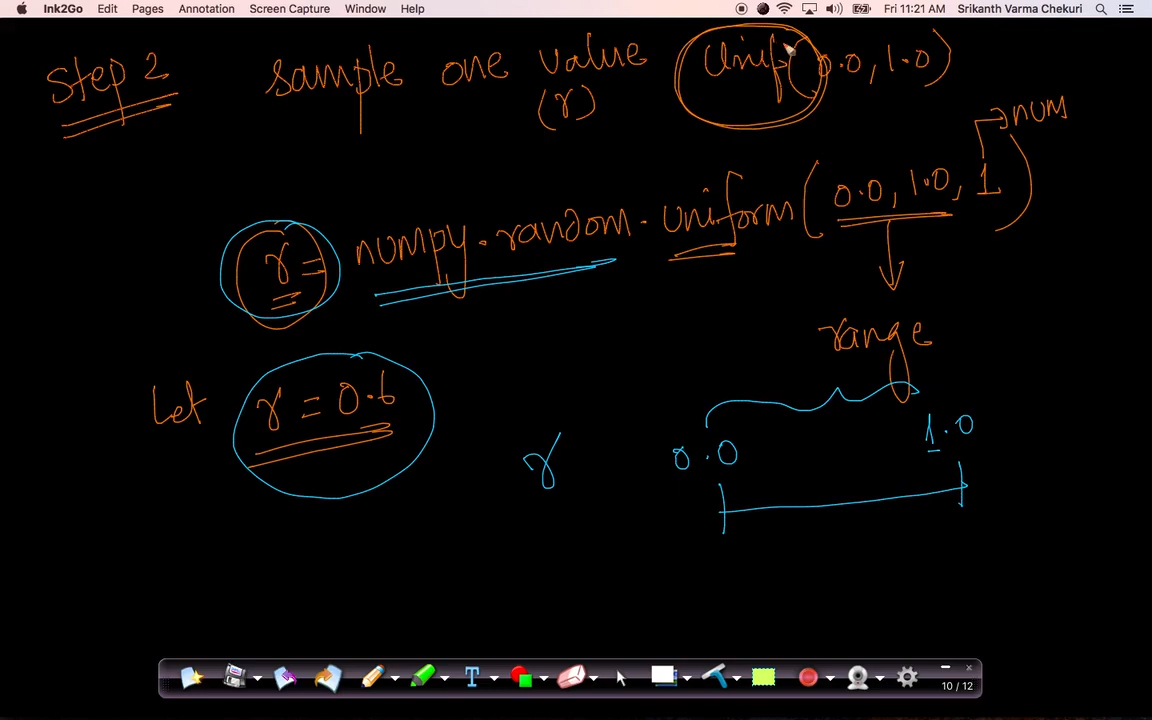 Ink2Go Edit Pages Annotation Screen Capture Window Help Fri 11:21 AM Srikanth Varma Chekuri
Step 2 sample one value Unif(0.0, 1.0)
(r)
num
r = numpy.random.uniform(0.0, 1.0, 1)
range
Let r = 0.6
r 0.0 1.0
T
10 / 12